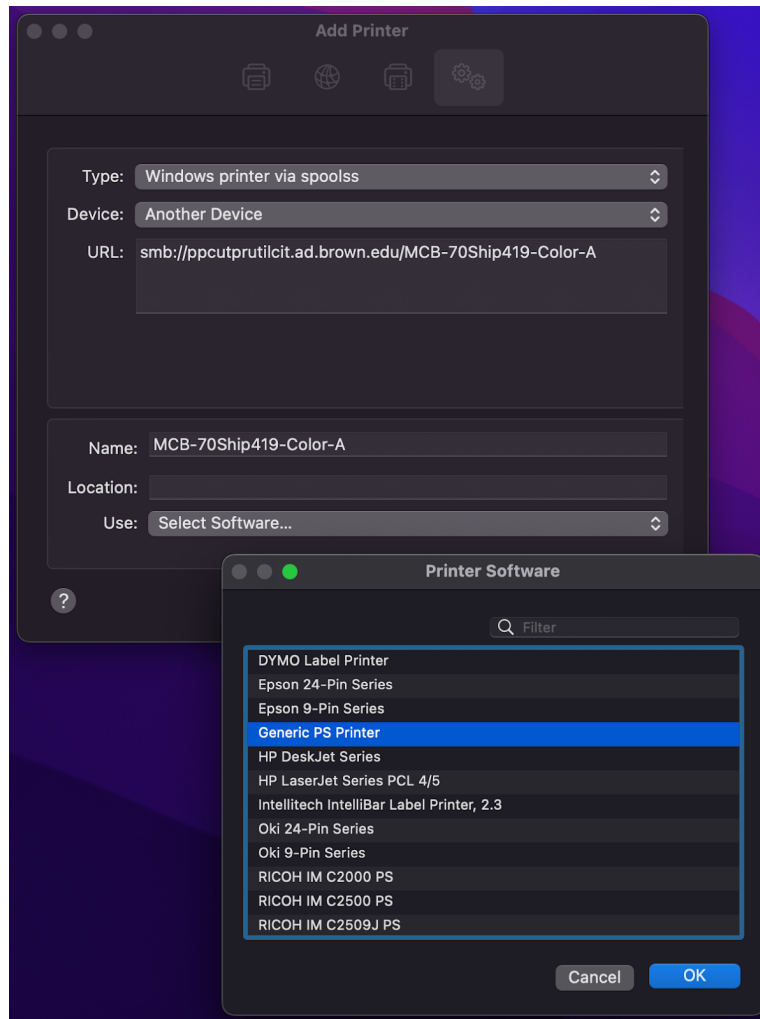 Add Printer
Type: Windows printer via spoolss
Device: Another Device
URL: smb://ppcutprutilcit.ad.brown.edu/MCB-70Ship419-Color-A
Name: MCB-70Ship419-Color-A
Location:
Use: Select Software...
?
Printer Software
Filter
DYMO Label Printer
Epson 24-Pin Series
Epson 9-Pin Series
Generic PS Printer
HP DeskJet Series
HP LaserJet Series PCL 4/5
Intellitech IntelliBar Label Printer, 2.3
Oki 24-Pin Series
Oki 9-Pin Series
RICOH IM C2000 PS
RICOH IM C2500 PS
RICOH IM C2509J PS
Cancel OK